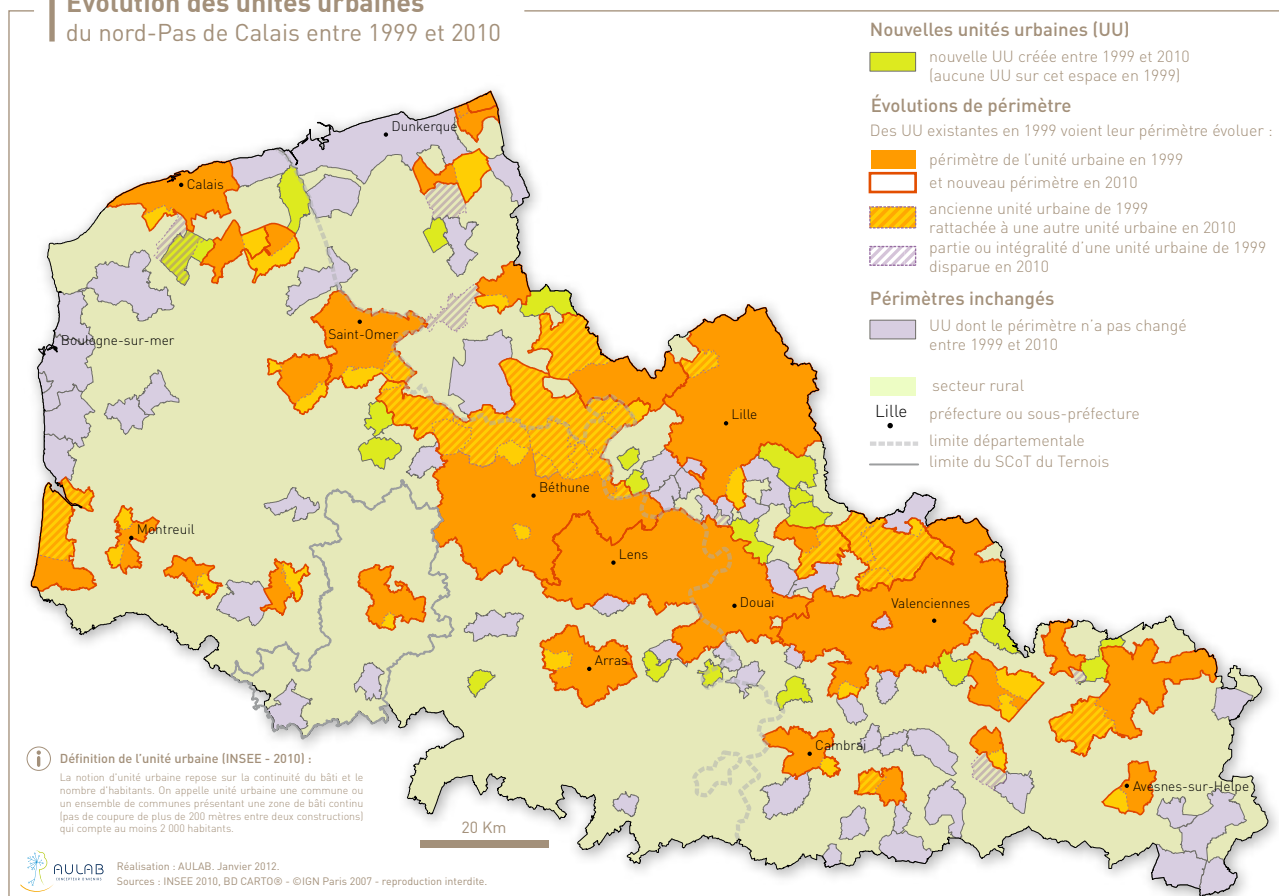 Évolution des unités urbaines
du nord-Pas de Calais entre 1999 et 2010
Nouvelles unités urbaines (UU)
nouvelle UU créée entre 1999 et 2010
(aucune UU sur cet espace en 1999)
Évolutions de périmètre
Des UU existantes en 1999 voient leur périmètre évoluer :
périmètre de l'unité urbaine en 1999
et nouveau périmètre en 2010
ancienne unité urbaine de 1999
rattachée à une autre unité urbaine en 2010
partie ou intégralité d'une unité urbaine de 1999
disparue en 2010
Périmètres inchangés
UU dont le périmètre n'a pas changé
entre 1999 et 2010
secteur rural
Lille préfecture ou sous-préfecture
limite départementale
limite du SCoT du Ternois
Dunkerque
Calais
Saint-Omer
Boulogne-sur-mer
Lille
Béthune
Montreuil
Lens
Douai
Valenciennes
Arras
Cambrai
Avesnes-sur-Helpe
Définition de l'unité urbaine (INSEE - 2010) :
La notion d'unité urbaine repose sur la continuité du bâti et le
nombre d'habitants. On appelle unité urbaine une commune ou
un ensemble de communes présentant une zone de bâti continu
(pas de coupure de plus de 200 mètres entre deux constructions)
qui compte au moins 2 000 habitants.
20 Km
AULAB
CONCEPTION D'AVENIRS
Réalisation : AULAB. Janvier 2012.
Sources : INSEE 2010, BD CARTO® - ©IGN Paris 2007 - reproduction interdite.